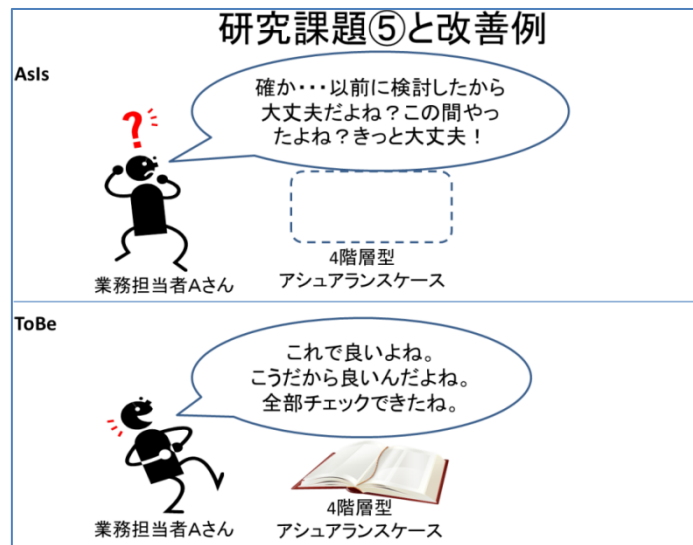 研究課題⑤と改善例
AsIs
確か・・・以前に検討したから
大丈夫だよね？この間やっ
たよね？きっと大丈夫！
?
4階層型
アシュアランスケース
業務担当者Aさん
ToBe
これで良いよね。
こうだから良いんだよね。
全部チェックできたね。
4階層型
アシュアランスケース
業務担当者Aさん